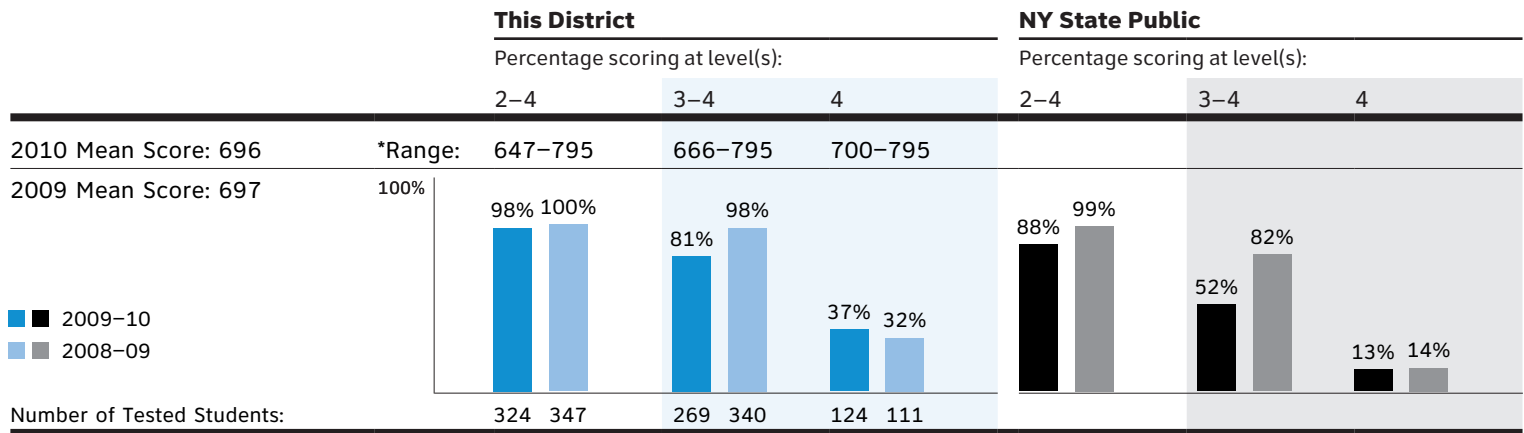 This District NY State Public
Percentage scoring at level(s): Percentage scoring at level(s):
2–4 3–4 4 2–4 3–4 4
2010 Mean Score: 696 *Range: 647–795 666–795 700–795
2009 Mean Score: 697 100%
98% 100% 81% 98% 37% 32% 88% 99% 52% 82% 13% 14%
2009–10
2008–09
Number of Tested Students: 324 347 269 340 124 111